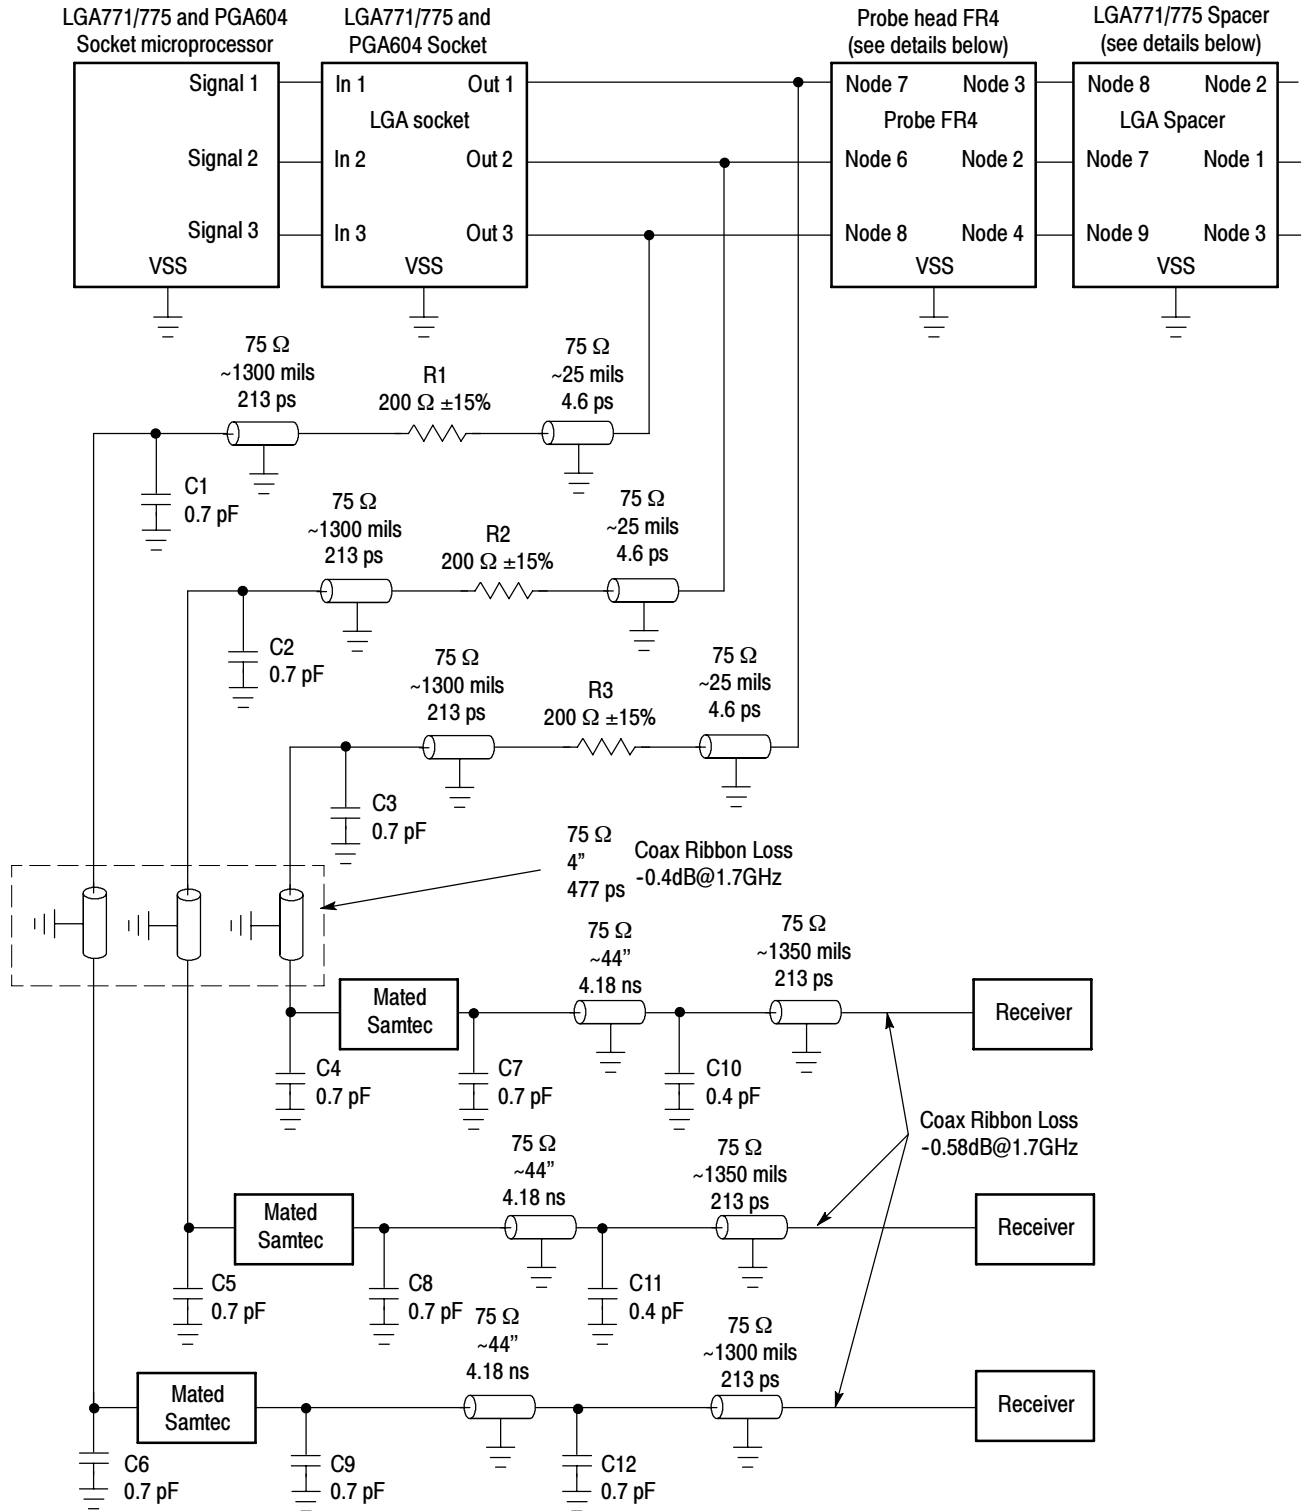 LGA771/775 and PGA604
Socket microprocessor
LGA771/775 and
PGA604 Socket
Probe head FR4
(see details below)
LGA771/775 Spacer
(see details below)
Signal 1
In 1
Out 1
Node 7
Node 3
Node 8
Node 2
LGA socket
Probe FR4
LGA Spacer
Signal 2
In 2
Out 2
Node 6
Node 2
Node 7
Node 1
Signal 3
In 3
Out 3
Node 8
Node 4
Node 9
Node 3
VSS
VSS
VSS
VSS
75 Ω
~1300 mils
213 ps
R1
200 Ω ±15%
75 Ω
~25 mils
4.6 ps
C1
0.7 pF
75 Ω
~1300 mils
213 ps
R2
200 Ω ±15%
75 Ω
~25 mils
4.6 ps
C2
0.7 pF
75 Ω
~1300 mils
213 ps
R3
200 Ω ±15%
75 Ω
~25 mils
4.6 ps
C3
0.7 pF
75 Ω
4”
477 ps
Coax Ribbon Loss
-0.4dB@1.7GHz
Mated
Samtec
75 Ω
~44”
4.18 ns
75 Ω
~1350 mils
213 ps
Receiver
C4
0.7 pF
C7
0.7 pF
C10
0.4 pF
Coax Ribbon Loss
-0.58dB@1.7GHz
Mated
Samtec
75 Ω
~44”
4.18 ns
75 Ω
~1350 mils
213 ps
Receiver
C5
0.7 pF
C8
0.7 pF
C11
0.4 pF
Mated
Samtec
75 Ω
~44”
4.18 ns
75 Ω
~1300 mils
213 ps
Receiver
C6
0.7 pF
C9
0.7 pF
C12
0.7 pF